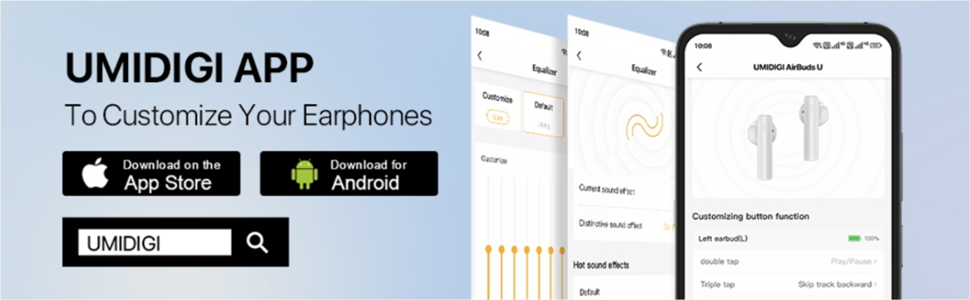 UMIDIGI APP
To Customize Your Earphones
Download on the
App Store
Download for
Android
UMIDIGI
10:08
Equalizer
Customize
Default
Using
Customize
10:08
Equalizer
Current sound effect
Distinctive sound effect
Hot sound effects
Default
10:08
UMIDIGI AirBuds U
Customizing button function
Left earbud(L)
100%
double tap
Play/Pause >
Triple tap
Skip track backward >